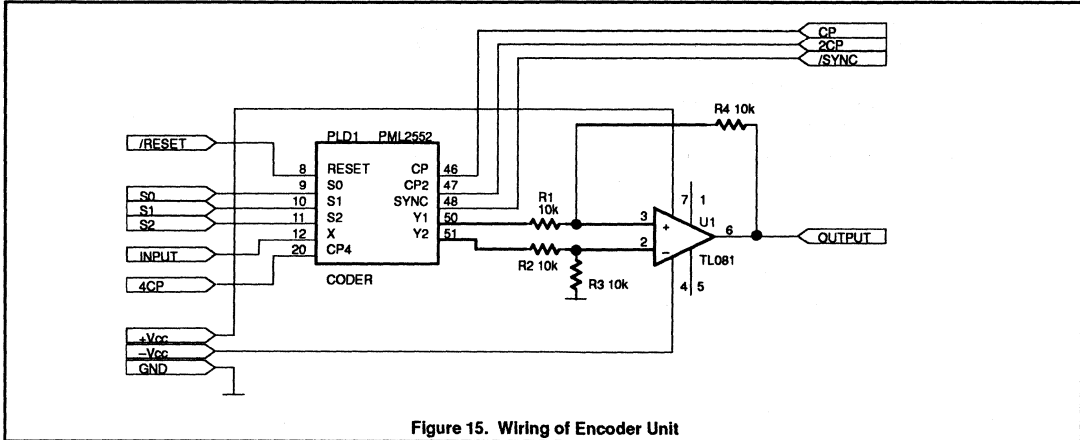 CP
2CP
/SYNC
R4 10k
/RESET
PLD1 PML2552
8 RESET CP 46
9 S0 CP2 47
10 S1 SYNC 48
11 S2 Y1 50
12 X Y2 51
20 CP4
CODER
S0
S1
S2
INPUT
4CP
R1
10k
R2 10k
R3 10k
3
2
+
−
7 1
U1
6
TL081
4 5
OUTPUT
+Vcc
−Vcc
GND
Figure 15. Wiring of Encoder Unit